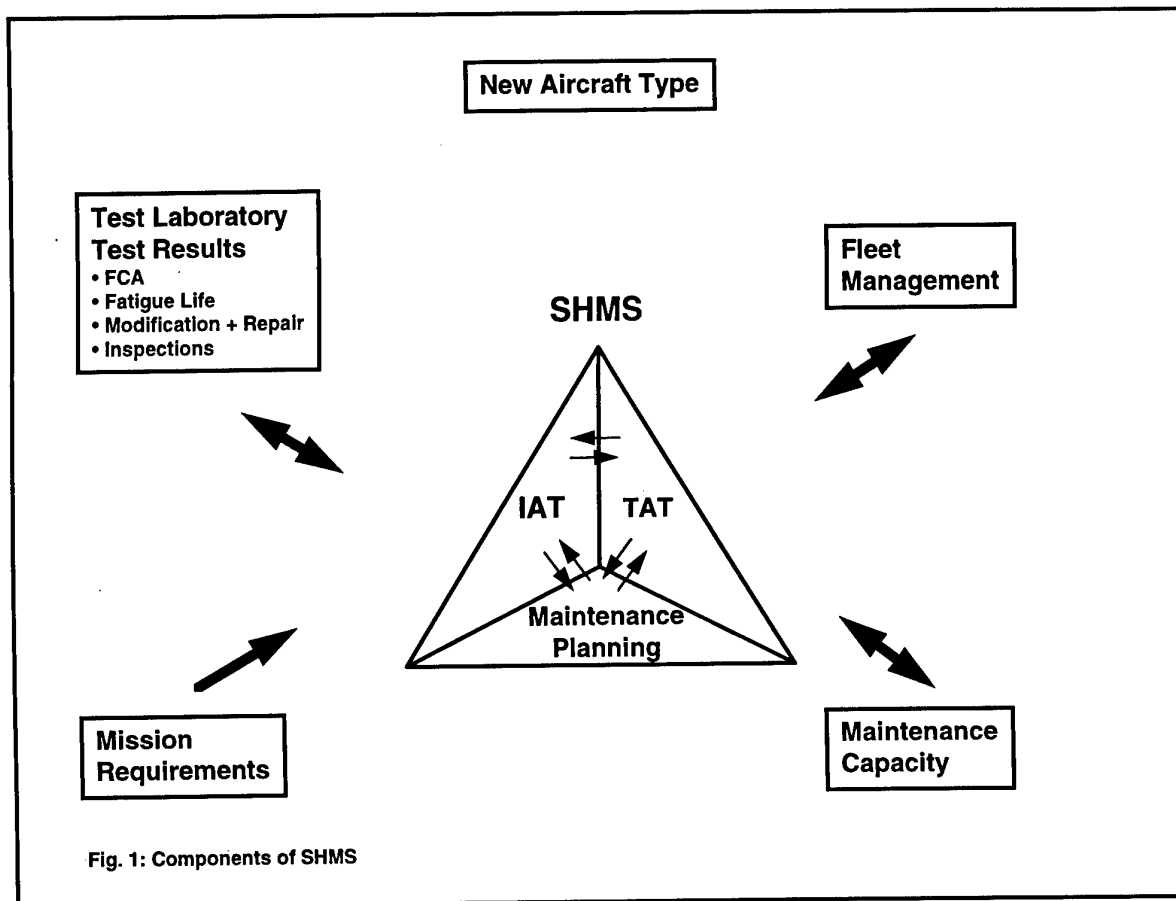 New Aircraft Type
Test Laboratory
Test Results
• FCA
• Fatigue Life
• Modification + Repair
• Inspections
Fleet
Management
SHMS
IAT
TAT
Maintenance
Planning
Mission
Requirements
Maintenance
Capacity
Fig. 1: Components of SHMS